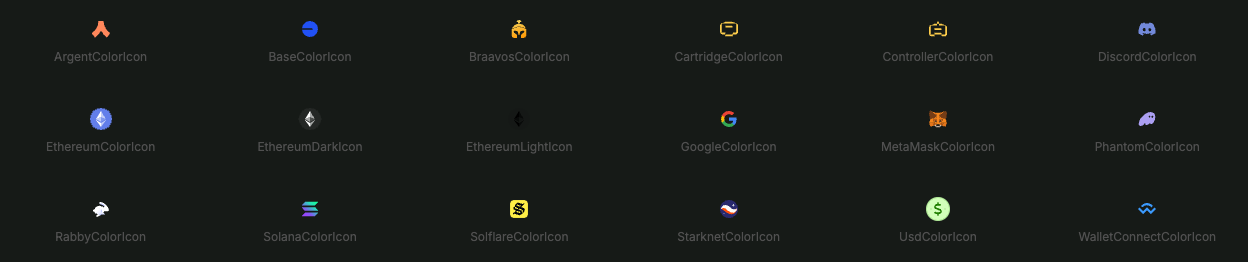 ArgentColorIcon BaseColorIcon BraavosColorIcon CartridgeColorIcon ControllerColorIcon DiscordColorIcon
EthereumColorIcon EthereumDarkIcon EthereumLightIcon GoogleColorIcon MetaMaskColorIcon PhantomColorIcon
RabbyColorIcon SolanaColorIcon SolflareColorIcon StarknetColorIcon UsdColorIcon WalletConnectColorIcon